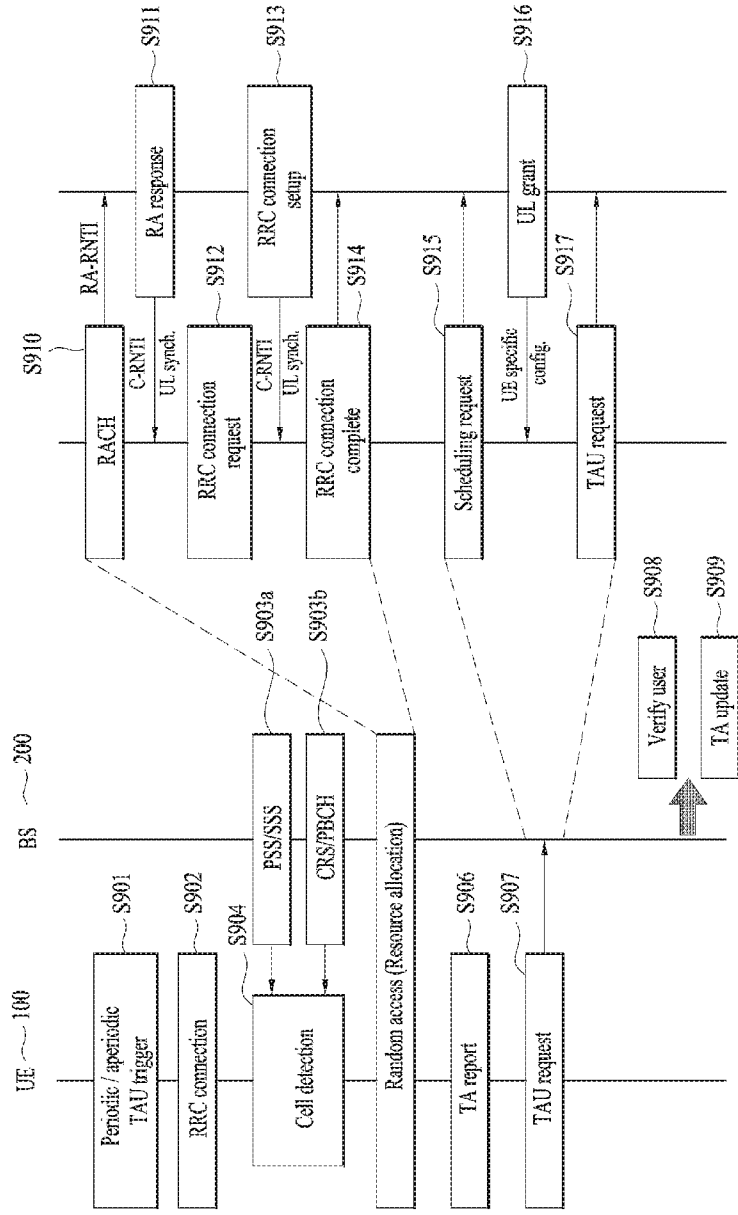 UE
100
BS
200
Periodic / aperiodic
TAU trigger
S901
RRC connection
S902
PSS/SSS
S903a
CRS/PBCH
S903b
Cell detection
S904
Random access (Resource allocation)
TA report
S906
TAU request
S907
Verify user
S908
TA update
S909
RACH
S910
RA-RNTI
RA response
S911
C-RNTI
UL synch.
RRC connection
request
S912
RRC connection
setup
S913
C-RNTI
UL synch.
RRC connection
complete
S914
Scheduling request
S915
UL grant
S916
UE specific
config.
TAU request
S917